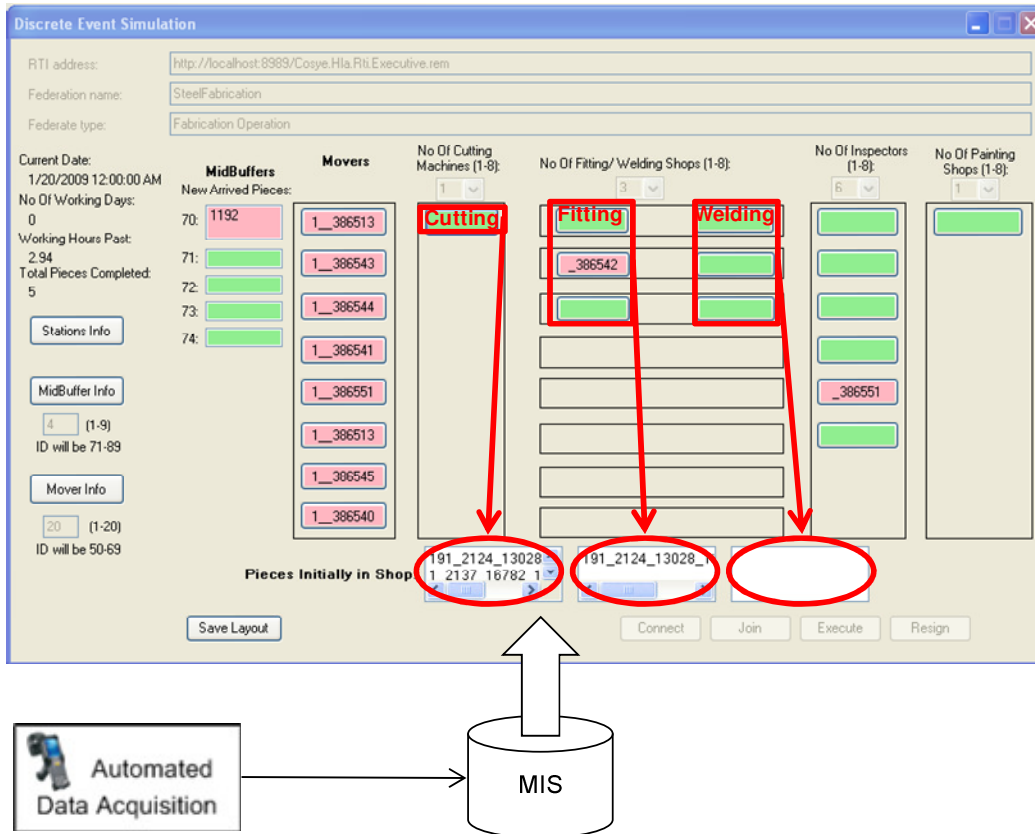 Discrete Event Simulation
RTI address: http://localhost:8989/Cosye.Hla.Rti.Executive.rem
Federation name: SteelFabrication
Federate type: Fabrication Operation
Current Date:
1/20/2009 12:00:00 AM
No Of Working Days:
0
Working Hours Past:
2.94
Total Pieces Completed:
5
Stations Info
MidBuffer Info
4 (1-9)
ID will be 71-89
Mover Info
20 (1-20)
ID will be 50-69
MidBuffers
New Arrived Pieces:
70: 1192
71:
72:
73:
74:
Movers
1__386513
1__386543
1__386544
1__386541
1__386551
1__386513
1__386545
1__386540
No Of Cutting
Machines (1-8):
1
Cutting
No Of Fitting/ Welding Shops (1-8):
3
Fitting Welding
_386542
No Of Inspectors
(1-8):
6
_386551
No Of Painting
Shops (1-8):
1
Pieces Initially in Shop
191_2124_13028
1_2137_16782_1
191_2124_13028_1
Save Layout Connect Join Execute Resign
Automated
Data Acquisition
MIS